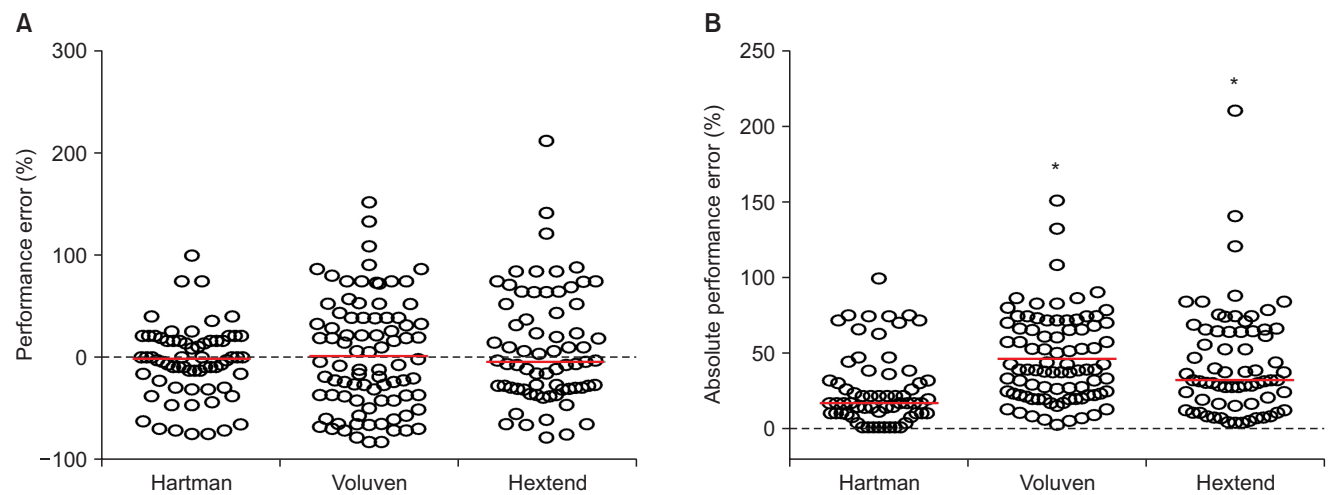 A
Performance error (%)
300
200
100
0
−100
Hartman Voluven Hextend
B
Absolute performance error (%)
250
200
150
100
50
0
*
*
Hartman Voluven Hextend